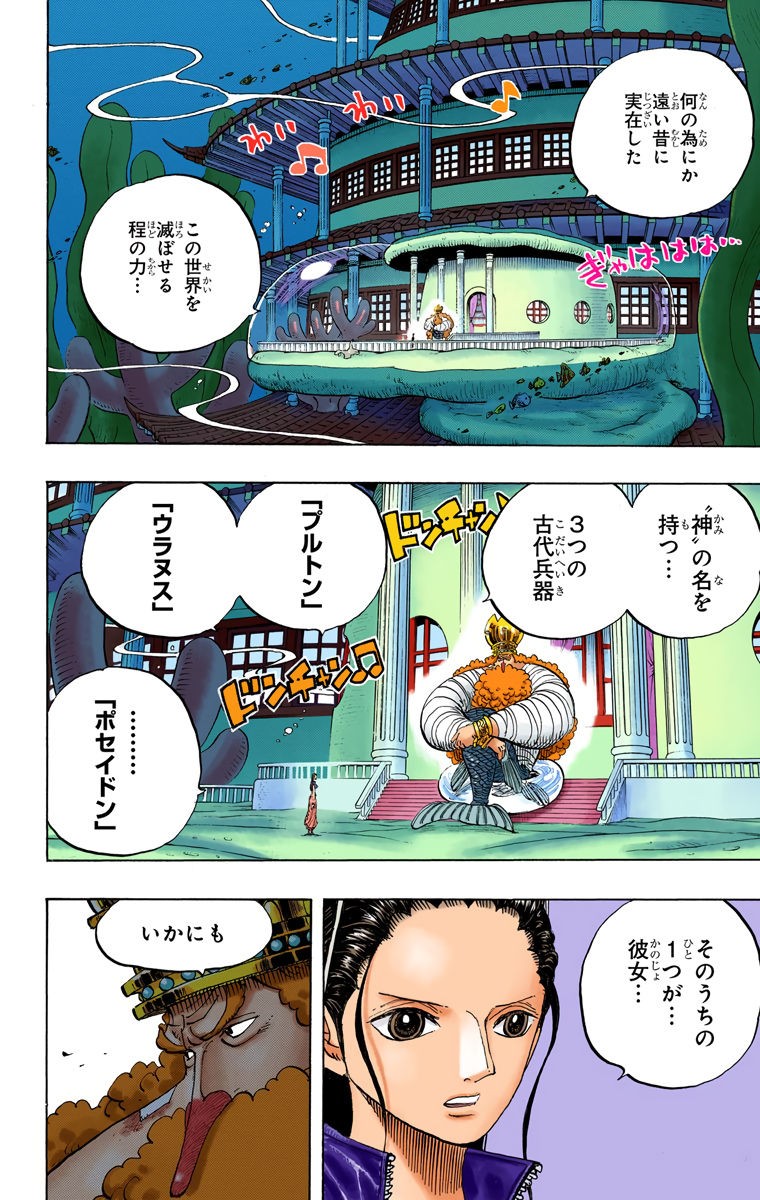 何の為にか
遠い昔に
実在した
この世界を
滅ぼせる
程の力…
わいわい
ぎゃははは…
〝神〟の名を
持つ…
3つの
古代兵器
ドンチャン
『プルトン』
『ウラヌス』
ドンチャン
………
『ポセイドン』
そのうちの
1つが…
彼女…
いかにも